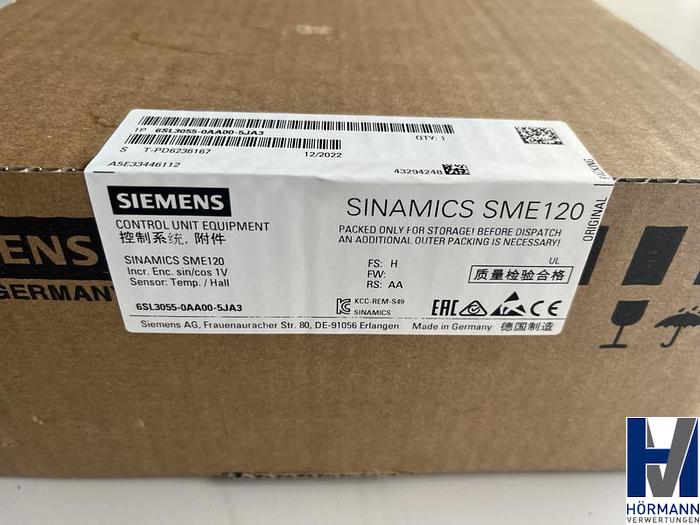 1P 6SL3055-0AA00-5JA3 QTY: 1
S T-PD6236167 12/2022
A5E33446112 43294248
SIEMENS
CONTROL UNIT EQUIPMENT
控制系统, 附件
SINAMICS SME120
Incr. Enc. sin/cos 1V
Sensor: Temp. / Hall
6SL3055-0AA00-5JA3
SINAMICS SME120
PACKED ONLY FOR STORAGE! BEFORE DISPATCH
AN ADDITIONAL OUTER PACKING IS NECESSARY!
FS: H
FW:
RS: AA
UL
质量检验合格
KCC-REM-S49
SINAMICS
EAC CE
Siemens AG, Frauenauracher Str. 80, DE-91056 Erlangen Made in Germany 德国制造
ORIGINAL PACKING
ENS
GERMAN
HÖRMANN
VERWERTUNGEN